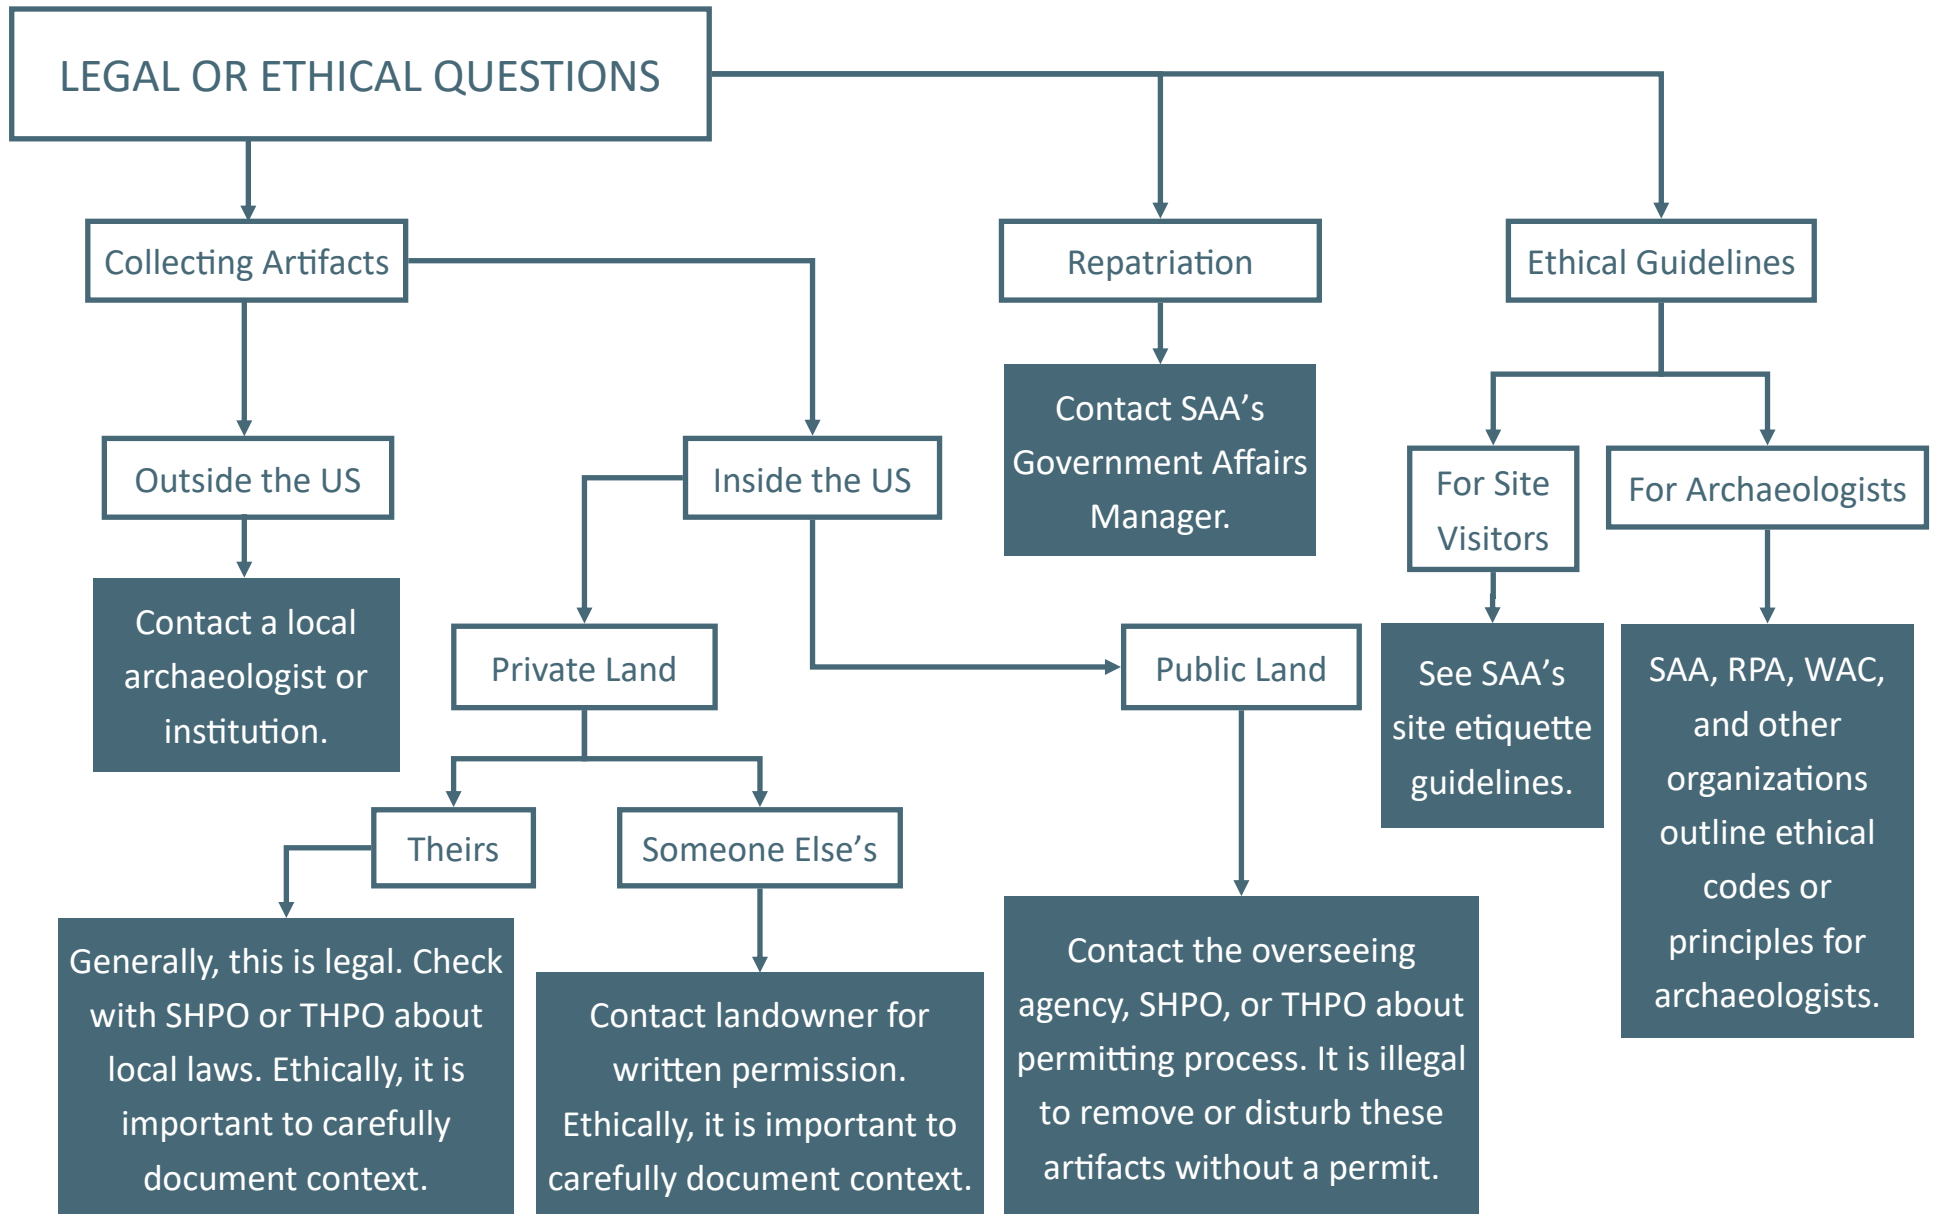 LEGAL OR ETHICAL QUESTIONS
Collecting Artifacts
Repatriation
Ethical Guidelines
Outside the US
Inside the US
Contact SAA’s
Government Affairs
Manager.
For Site
Visitors
For Archaeologists
Contact a local
archaeologist or
institution.
Private Land
Public Land
See SAA’s
site etiquette
guidelines.
SAA, RPA, WAC,
and other
organizations
outline ethical
codes or
principles for
archaeologists.
Theirs
Someone Else’s
Generally, this is legal. Check
with SHPO or THPO about
local laws. Ethically, it is
important to carefully
document context.
Contact landowner for
written permission.
Ethically, it is important to
carefully document context.
Contact the overseeing
agency, SHPO, or THPO about
permitting process. It is illegal
to remove or disturb these
artifacts without a permit.